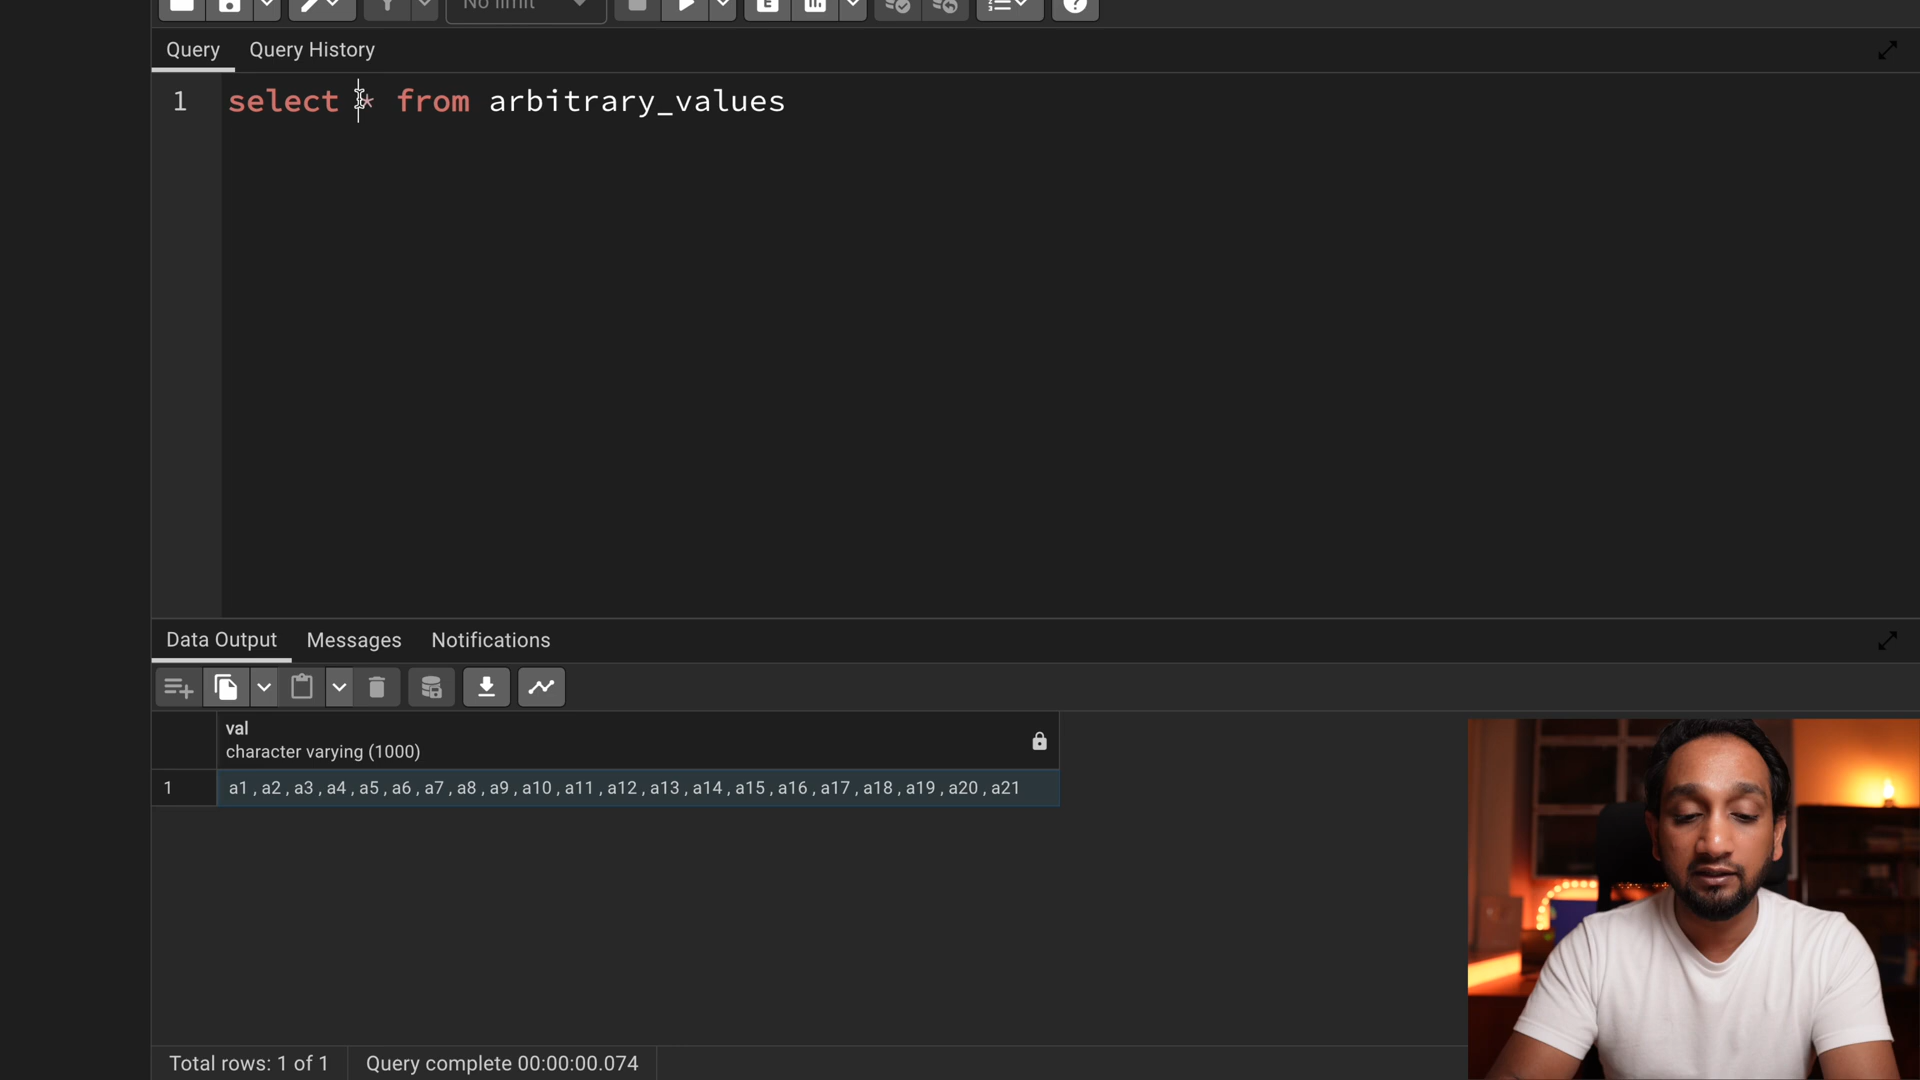 No limit
Query Query History
1 select * from arbitrary_values
Data Output Messages Notifications
val
character varying (1000)
1 a1 , a2 , a3 , a4 , a5 , a6 , a7 , a8 , a9 , a10 , a11 , a12 , a13 , a14 , a15 , a16 , a17 , a18 , a19 , a20 , a21
Total rows: 1 of 1 Query complete 00:00:00.074